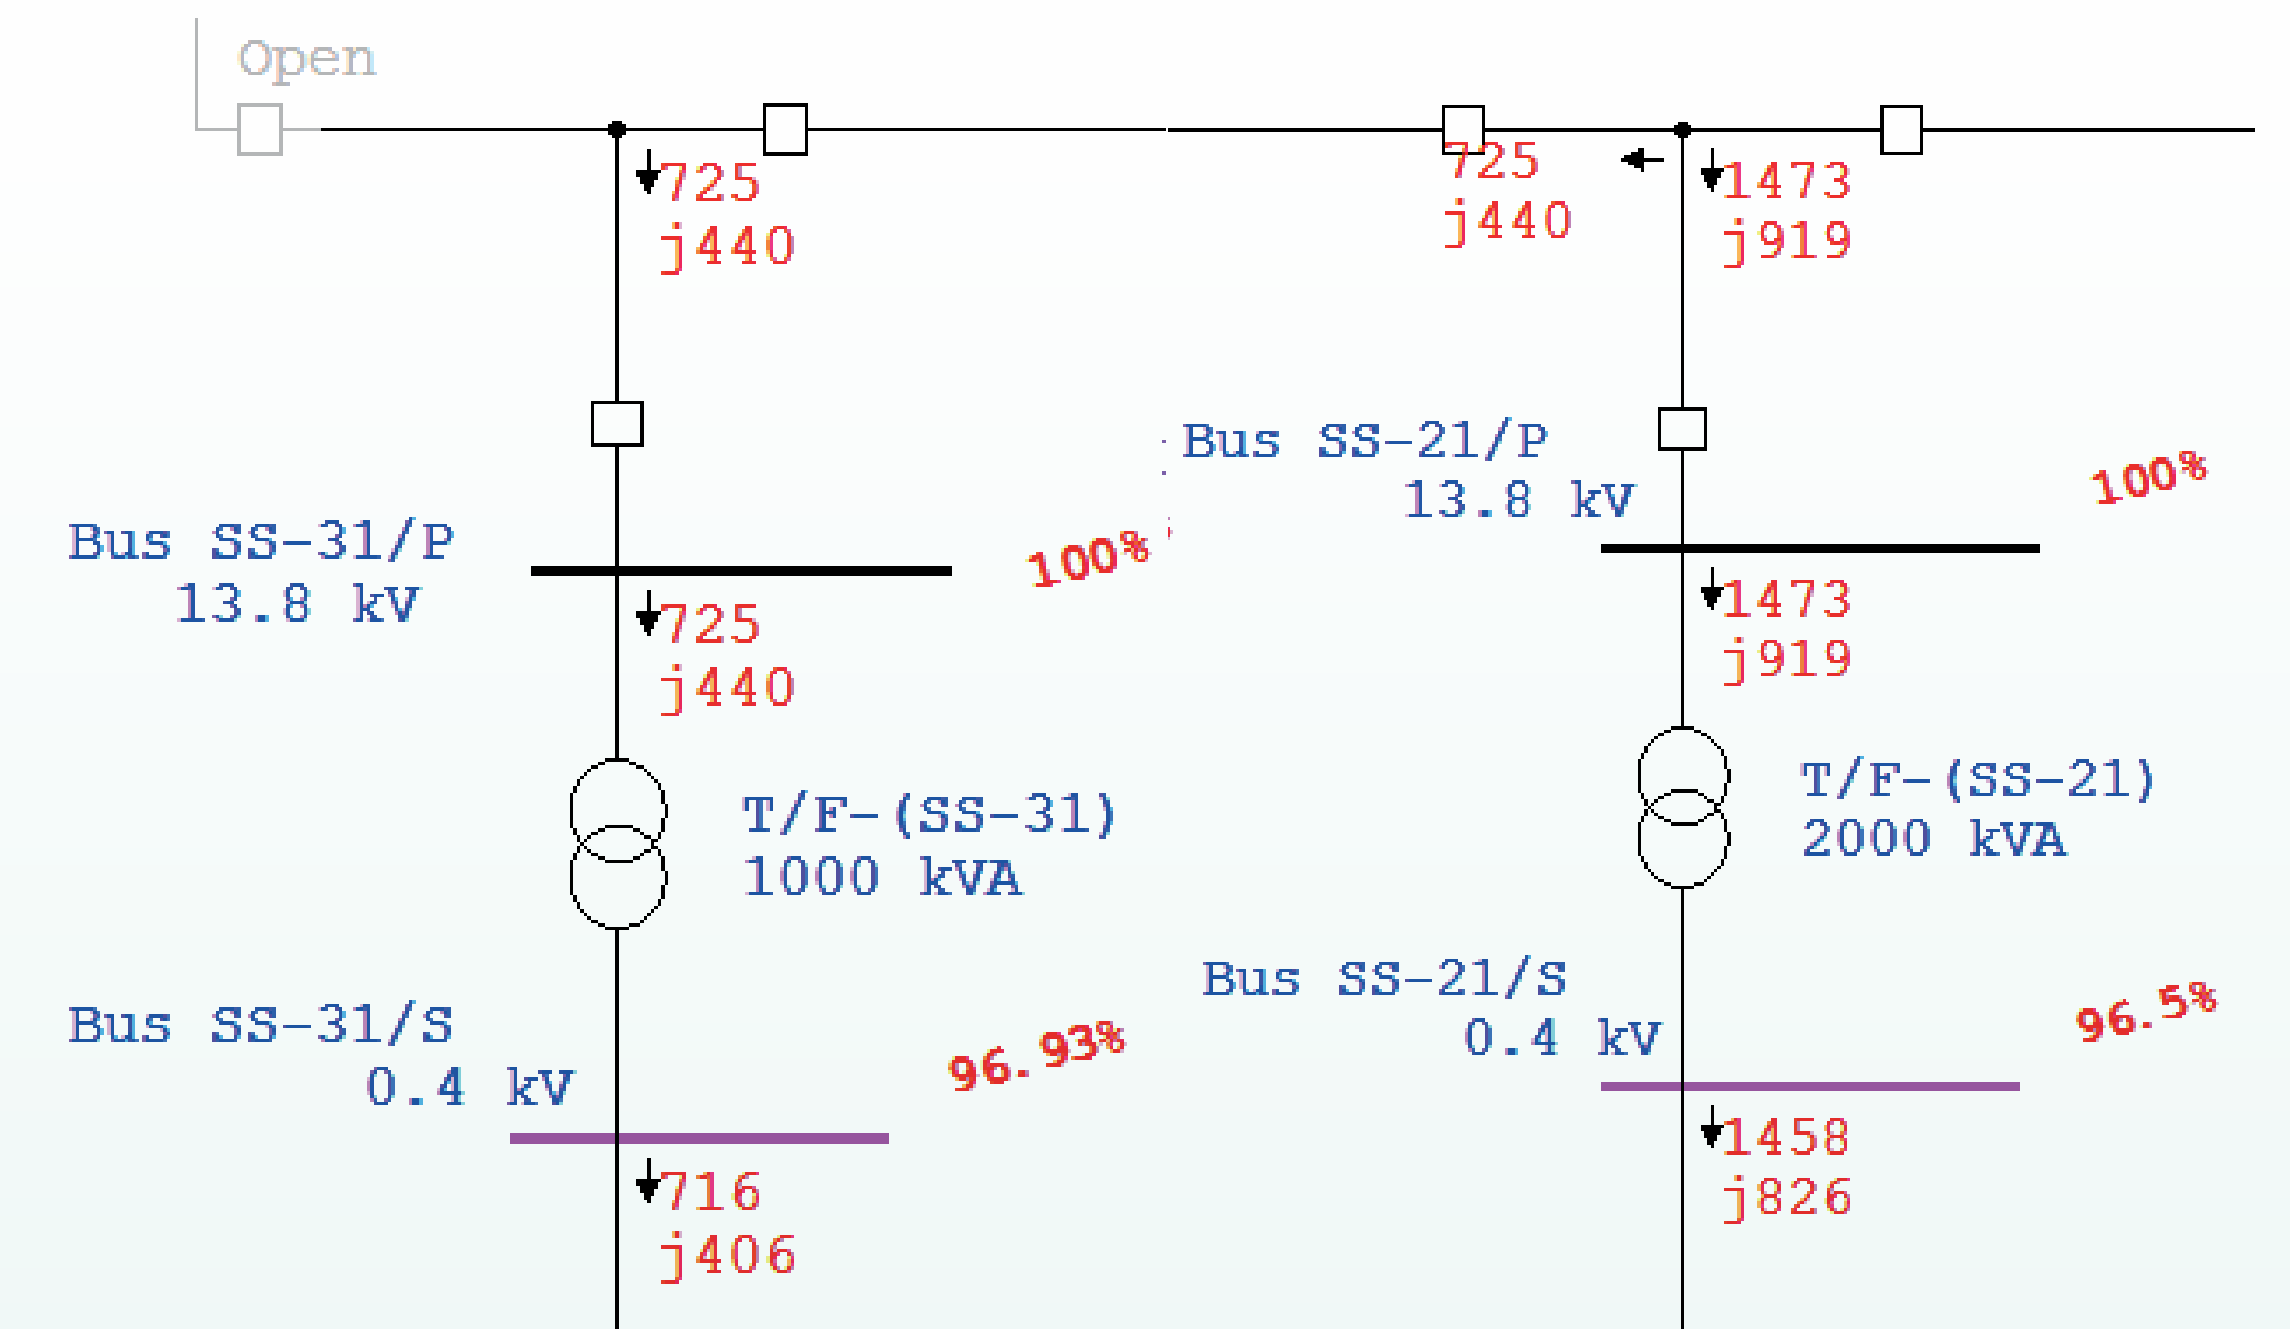 Open
725
j440
Bus SS-31/P
13.8 kV
100%
725
j440
T/F-(SS-31)
1000 kVA
Bus SS-31/S
0.4 kV
96.93%
716
j406
725
j440
1473
j919
Bus SS-21/P
13.8 kV
100%
1473
j919
T/F-(SS-21)
2000 kVA
Bus SS-21/S
0.4 kV
96.5%
1458
j826